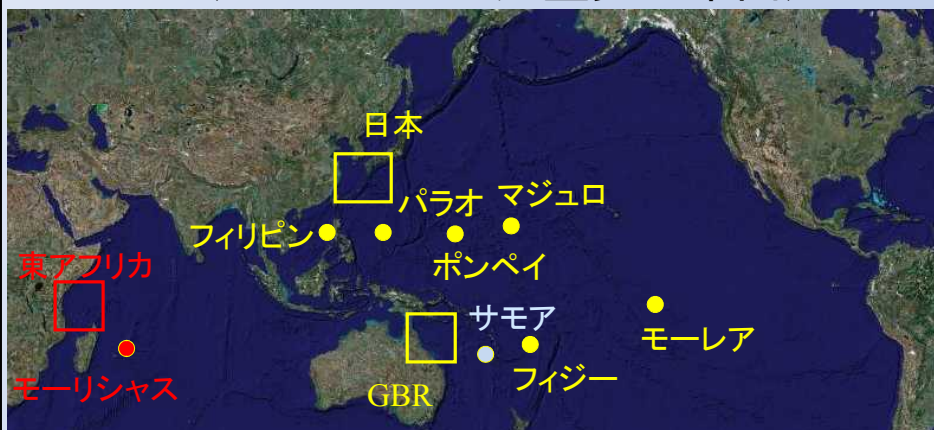 日本
パラオ
マジュロ
フィリピン
ポンペイ
東アフリカ
サモア
モーレア
モーリシャス
フィジー
GBR